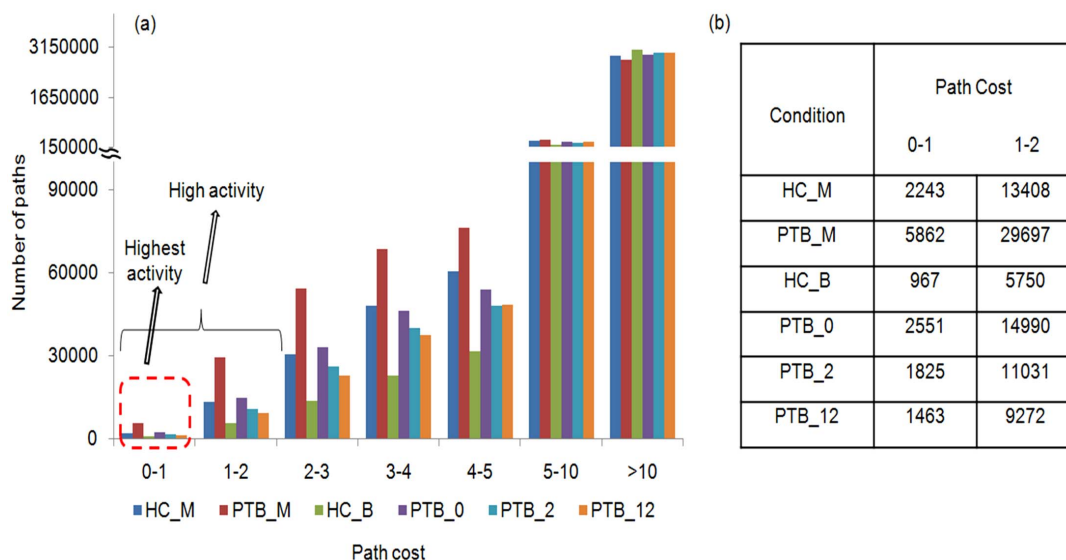 (a)
3150000
1650000
150000
90000
60000
30000
0
Number of paths
High activity
Highest
activity
0-1 1-2 2-3 3-4 4-5 5-10 >10
HC_M PTB_M HC_B PTB_0 PTB_2 PTB_12
Path cost
(b)
Condition Path Cost
0-1 1-2
HC_M 2243 13408
PTB_M 5862 29697
HC_B 967 5750
PTB_0 2551 14990
PTB_2 1825 11031
PTB_12 1463 9272